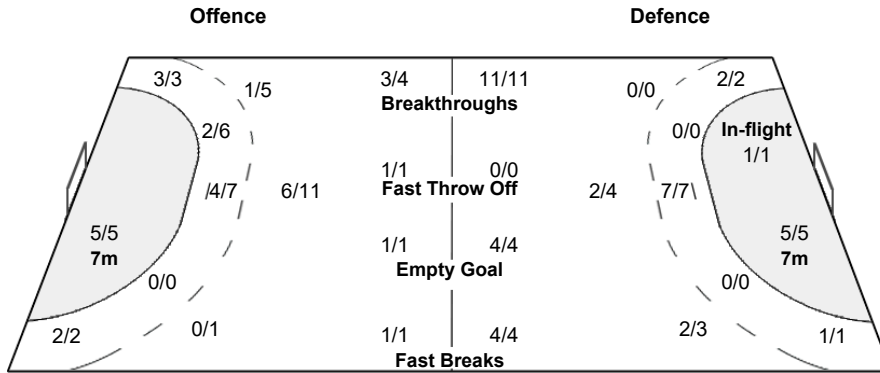 Offence Defence
3/3 1/5 3/4 11/11 0/0 2/2
Breakthroughs
2/6 0/0 In-flight
1/1
1/1 0/0
4/7 6/11 Fast Throw Off 2/4 7/7
5/5 1/1 4/4 5/5
7m Empty Goal 7m
0/0 0/0
2/2 0/1 1/1 4/4 2/3 1/1
Fast Breaks